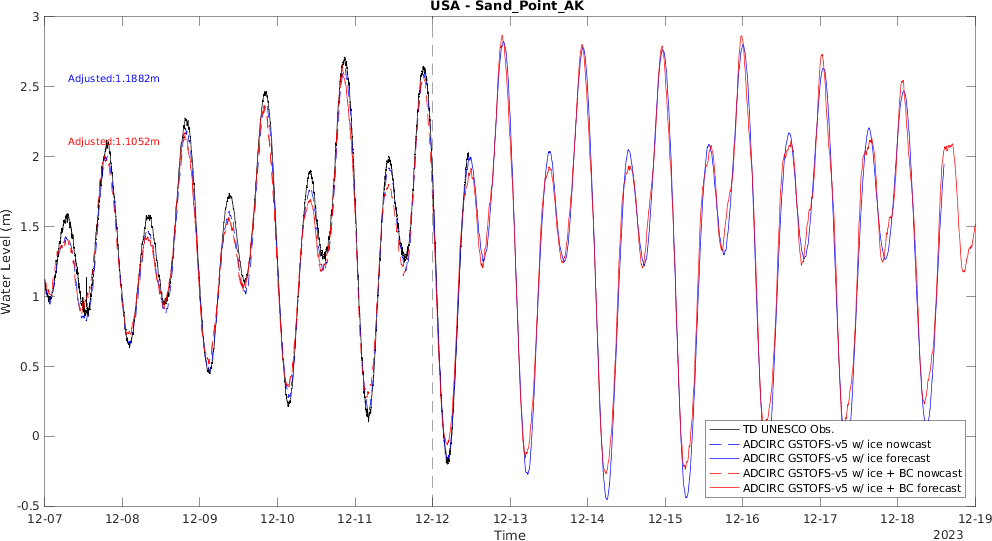 USA - Sand_Point_AK
3
2.5
2
1.5
1
0.5
0
-0.5
Water Level (m)
Adjusted:1.1882m
Adjusted:1.1052m
TD UNESCO Obs.
ADCIRC GSTOFS-v5 w/ ice nowcast
ADCIRC GSTOFS-v5 w/ ice forecast
ADCIRC GSTOFS-v5 w/ ice + BC nowcast
ADCIRC GSTOFS-v5 w/ ice + BC forecast
12-07 12-08 12-09 12-10 12-11 12-12 12-13 12-14 12-15 12-16 12-17 12-18 12-19
Time
2023